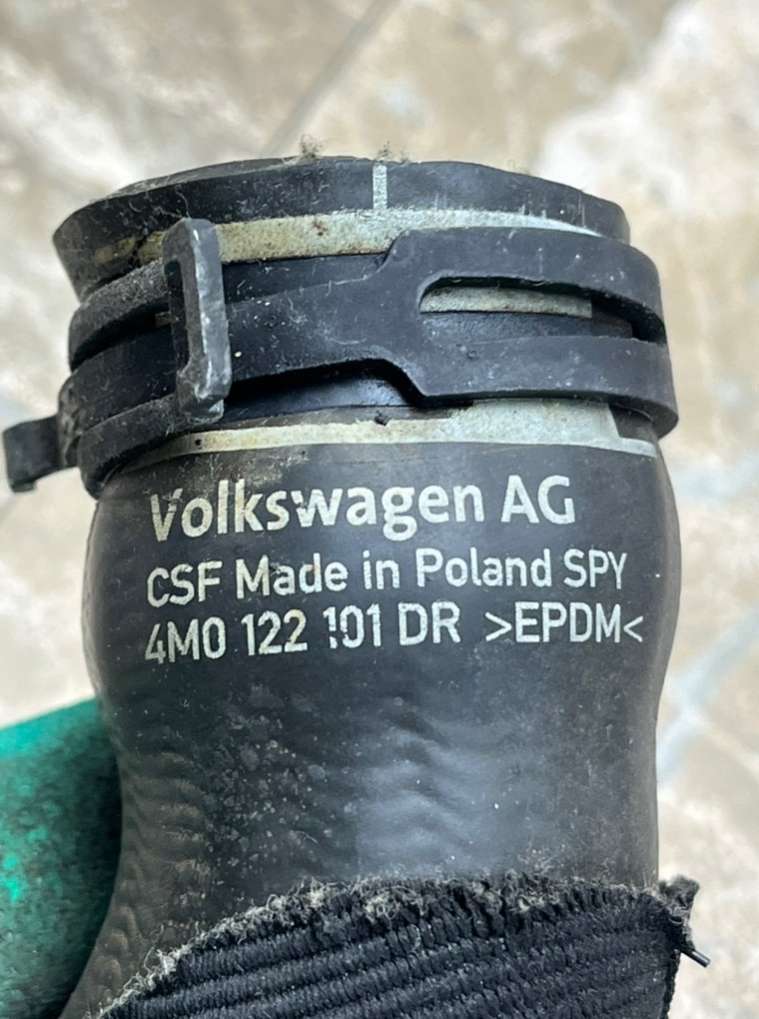 Volkswagen AG
CSF Made in Poland SPY
4M0 122 101 DR >EPDM<